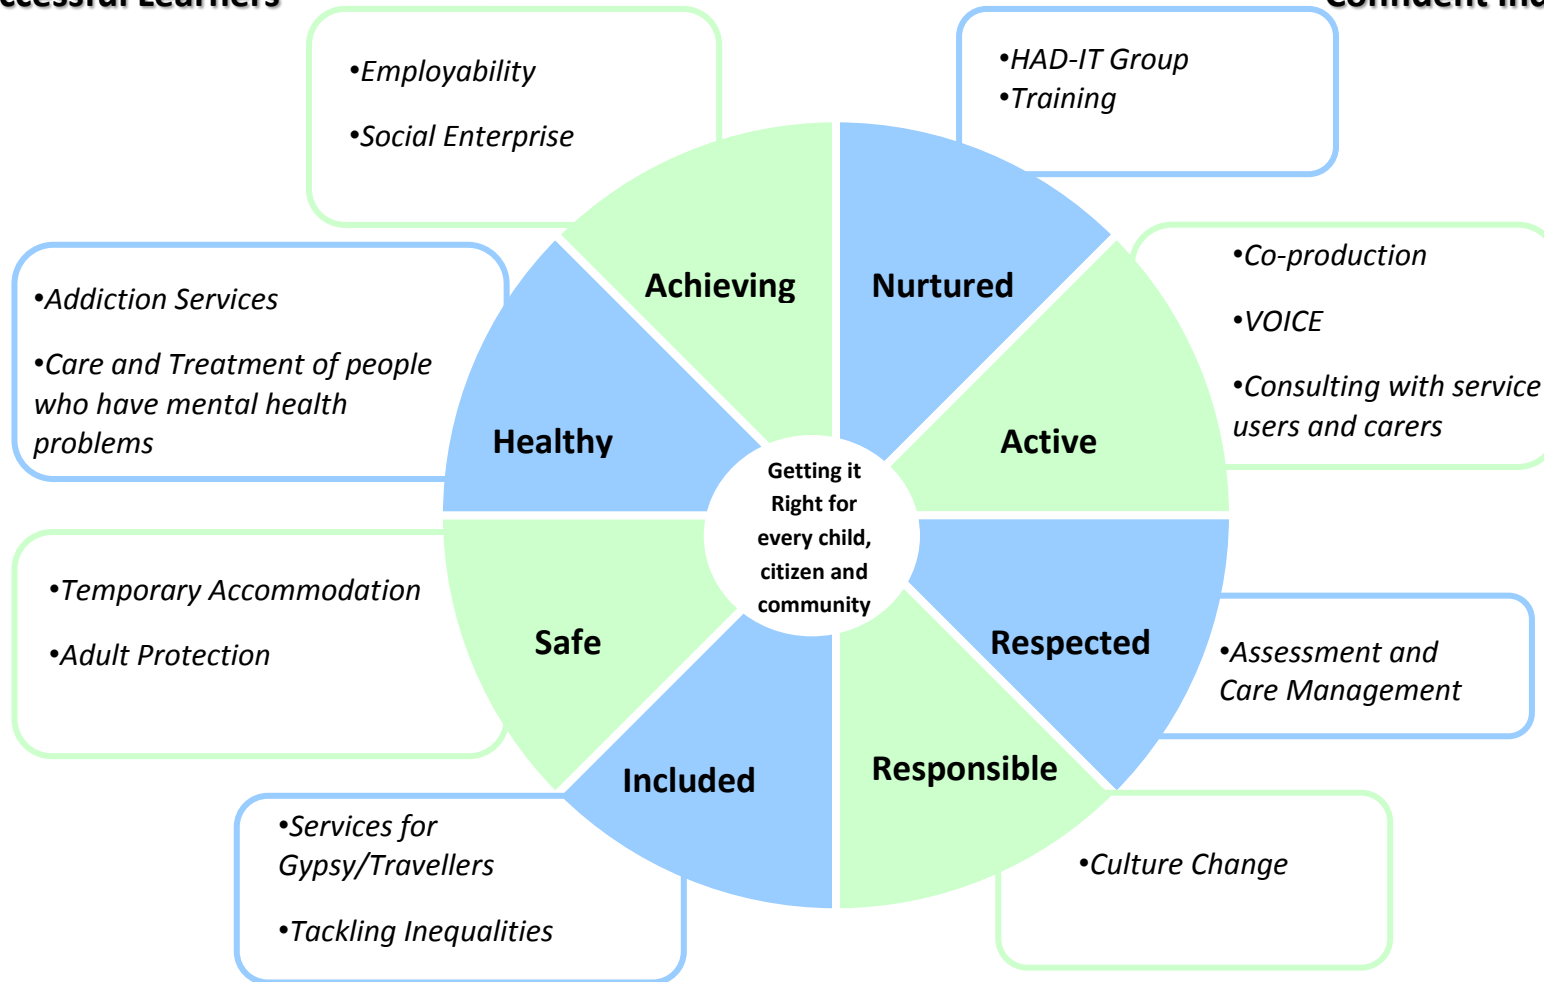 Learners
•Employability
•Social Enterprise
•HAD-IT Group
•Training
•Addiction Services
•Care and Treatment of people
who have mental health
problems
Achieving
Nurtured
•Co-production
•VOICE
•Consulting with service
users and carers
Healthy
Active
Getting it
Right for
every child,
citizen and
community
•Temporary Accommodation
•Adult Protection
Safe
Respected
•Assessment and
Care Management
Included
Responsible
•Services for
Gypsy/Travellers
•Tackling Inequalities
•Culture Change